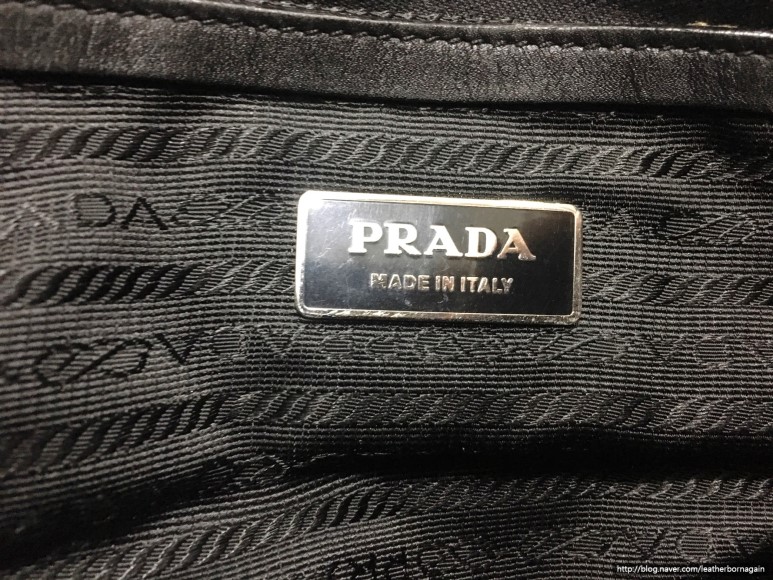 PRADA
MADE IN ITALY
http://blog.naver.com/leatherbornagain